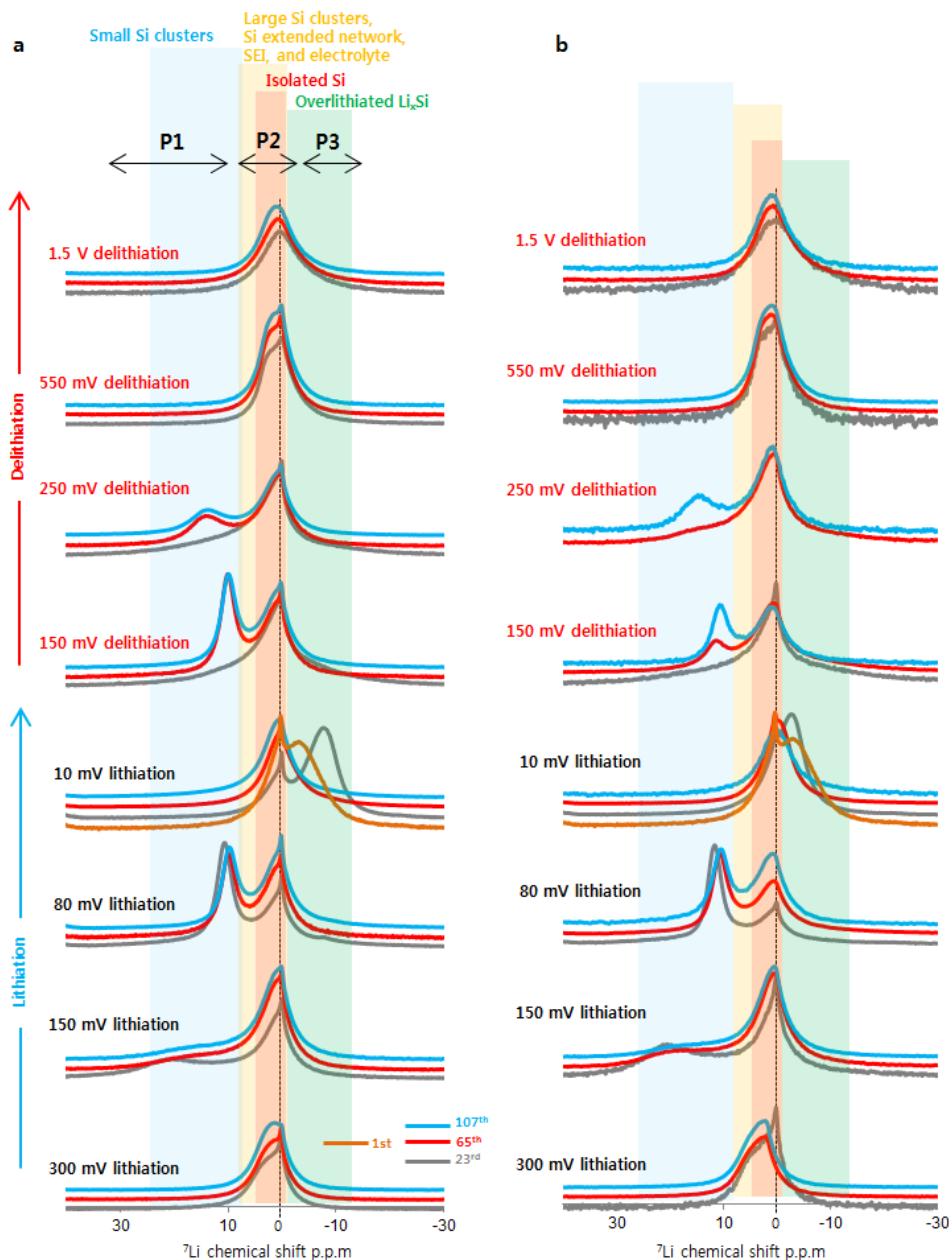 a
b
Small Si clusters
Large Si clusters,
Si extended network,
SEI, and electrolyte
Isolated Si
Overlithiated LixSi
P1
P2
P3
Delithiation
Lithiation
1.5 V delithiation
550 mV delithiation
250 mV delithiation
150 mV delithiation
10 mV lithiation
80 mV lithiation
150 mV lithiation
300 mV lithiation
1st
107th
65th
23rd
30
10
0
-10
-30
7Li chemical shift p.p.m
1.5 V delithiation
550 mV delithiation
250 mV delithiation
150 mV delithiation
10 mV lithiation
80 mV lithiation
150 mV lithiation
300 mV lithiation
30
10
0
-10
-30
7Li chemical shift p.p.m